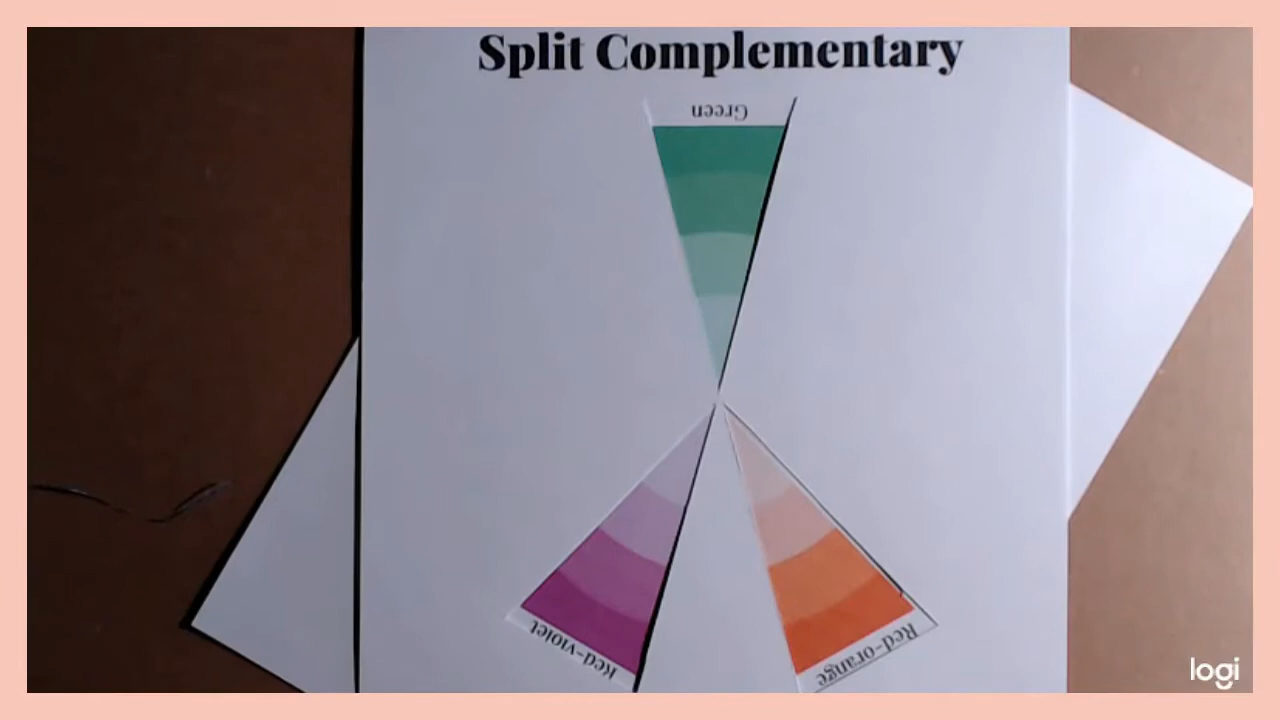 Split Complementary
Green
Red-violet
Red-orange
logi